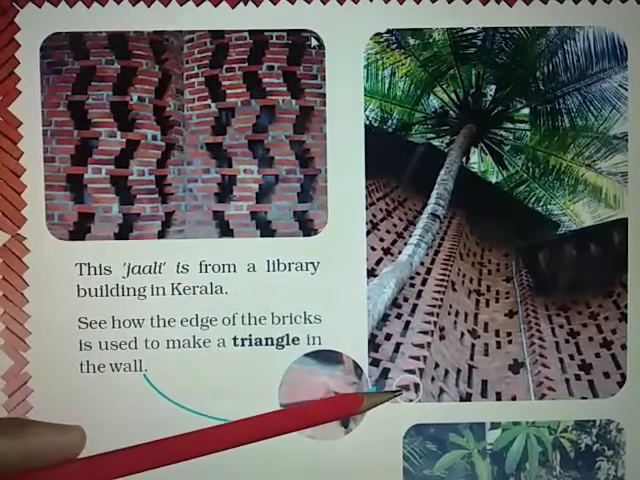 This 'jaali' is from a library
building in Kerala.
See how the edge of the bricks
is used to make a triangle in
the wall.